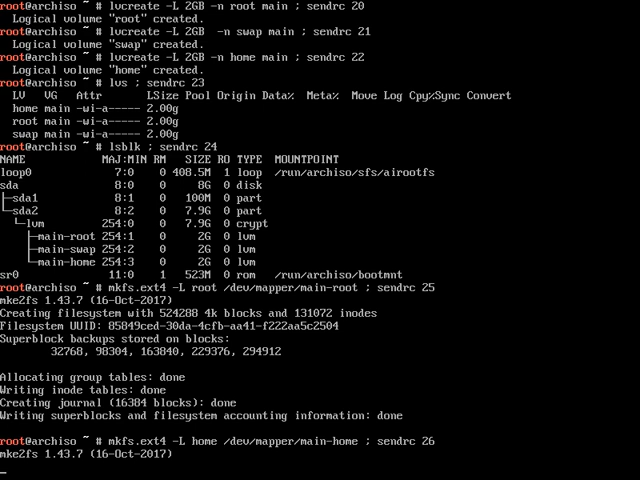 root@archiso ~ # lvcreate -L 2GB -n root main ; sendrc 20
  Logical volume "root" created.
root@archiso ~ # lvcreate -L 2GB  -n swap main ; sendrc 21
  Logical volume "swap" created.
root@archiso ~ # lvcreate -L 2GB -n home main ; sendrc 22
  Logical volume "home" created.
root@archiso ~ # lvs ; sendrc 23
  LV   VG   Attr       LSize Pool Origin Data%  Meta%  Move Log Cpy%Sync Convert
  home main -wi-a----- 2.00g
  root main -wi-a----- 2.00g
  swap main -wi-a----- 2.00g
root@archiso ~ # lsblk ; sendrc 24
NAME            MAJ:MIN RM   SIZE RO TYPE  MOUNTPOINT
loop0             7:0    0 408.5M  1 loop  /run/archiso/sfs/airootfs
sda               8:0    0     8G  0 disk
├─sda1            8:1    0   100M  0 part
└─sda2            8:2    0   7.9G  0 part
  └─lvm         254:0    0   7.9G  0 crypt
    ├─main-root 254:1    0     2G  0 lvm
    ├─main-swap 254:2    0     2G  0 lvm
    └─main-home 254:3    0     2G  0 lvm
sr0              11:0    1   523M  0 rom   /run/archiso/bootmnt
root@archiso ~ # mkfs.ext4 -L root /dev/mapper/main-root ; sendrc 25
mke2fs 1.43.7 (16-Oct-2017)
Creating filesystem with 524288 4k blocks and 131072 inodes
Filesystem UUID: 85849ced-30da-4cfb-aa41-f222aa5c2504
Superblock backups stored on blocks:
        32768, 98304, 163840, 229376, 294912

Allocating group tables: done
Writing inode tables: done
Creating journal (16384 blocks): done
Writing superblocks and filesystem accounting information: done

root@archiso ~ # mkfs.ext4 -L home /dev/mapper/main-home ; sendrc 26
mke2fs 1.43.7 (16-Oct-2017)